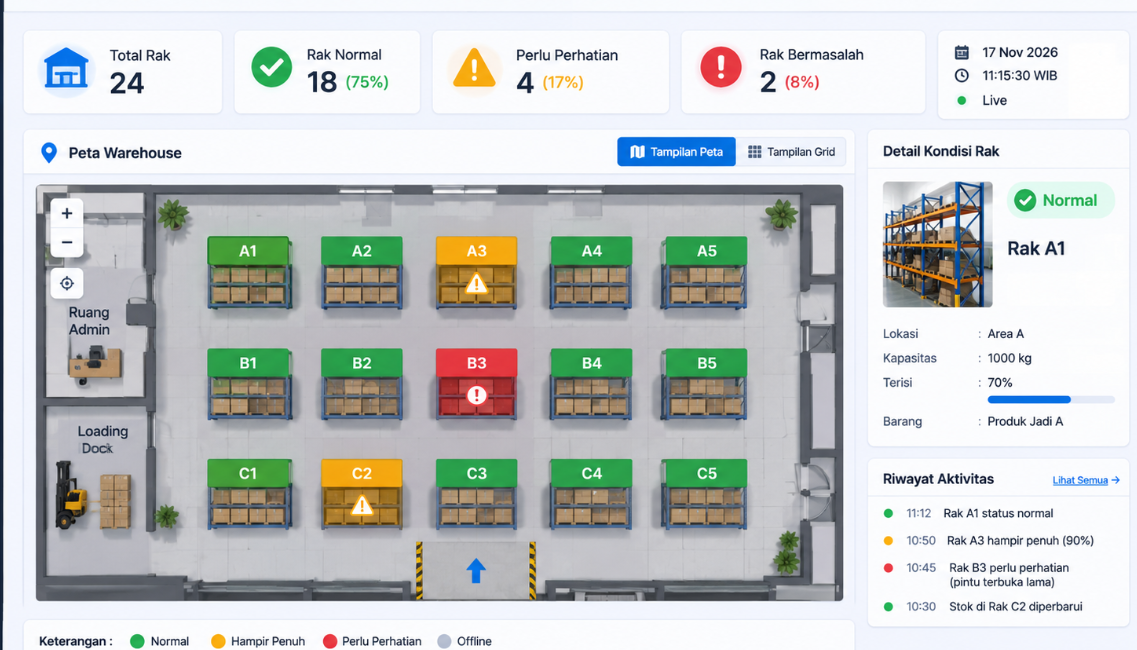 Total Rak
24
Rak Normal
18 (75%)
Perlu Perhatian
4 (17%)
Rak Bermasalah
2 (8%)
17 Nov 2026
11:15:30 WIB
Live
Peta Warehouse
Tampilan Peta
Tampilan Grid
+
−
Ruang
Admin
Loading
Dock
A1 A2 A3 A4 A5
B1 B2 B3 B4 B5
C1 C2 C3 C4 C5
Keterangan : Normal Hampir Penuh Perlu Perhatian Offline
Detail Kondisi Rak
Normal
Rak A1
Lokasi : Area A
Kapasitas : 1000 kg
Terisi : 70%
Barang : Produk Jadi A
Riwayat Aktivitas
Lihat Semua →
11:12 Rak A1 status normal
10:50 Rak A3 hampir penuh (90%)
10:45 Rak B3 perlu perhatian
(pintu terbuka lama)
10:30 Stok di Rak C2 diperbarui